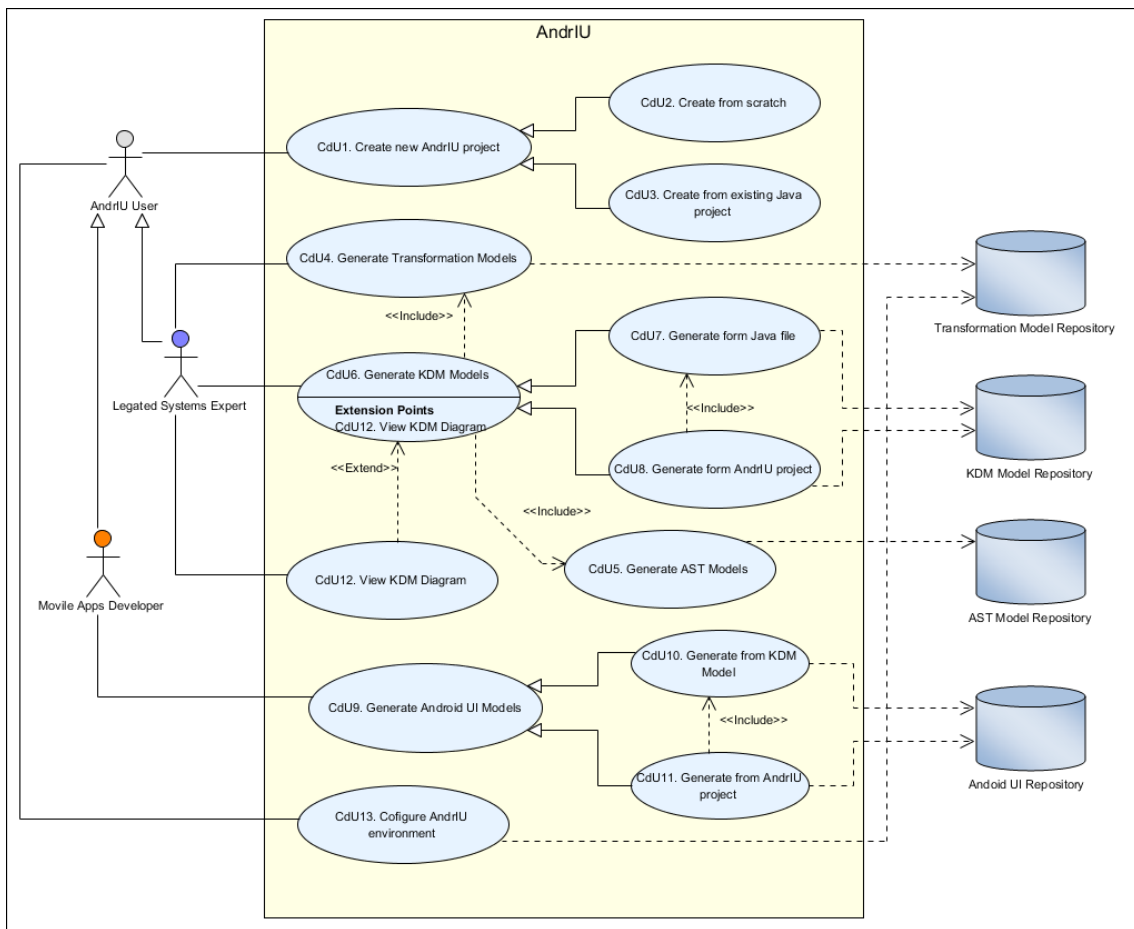 AndrIU
CdU2. Create from scratch
CdU1. Create new AndrIU project
CdU3. Create from existing Java
project
AndrIU User
CdU4. Generate Transformation Models
Transformation Model Repository
<<Include>>
CdU7. Generate form Java file
CdU6. Generate KDM Models
Legated Systems Expert
Extension Points
CdU12. View KDM Diagram
<<Include>>
<<Extend>>
CdU8. Generate form AndrIU project
KDM Model Repository
<<Include>>
CdU5. Generate AST Models
CdU12. View KDM Diagram
Movile Apps Developer
AST Model Repository
CdU10. Generate from KDM
Model
CdU9. Generate Android UI Models
<<Include>>
CdU11. Generate from AndrIU
project
Andoid UI Repository
CdU13. Cofigure AndrIU
environment